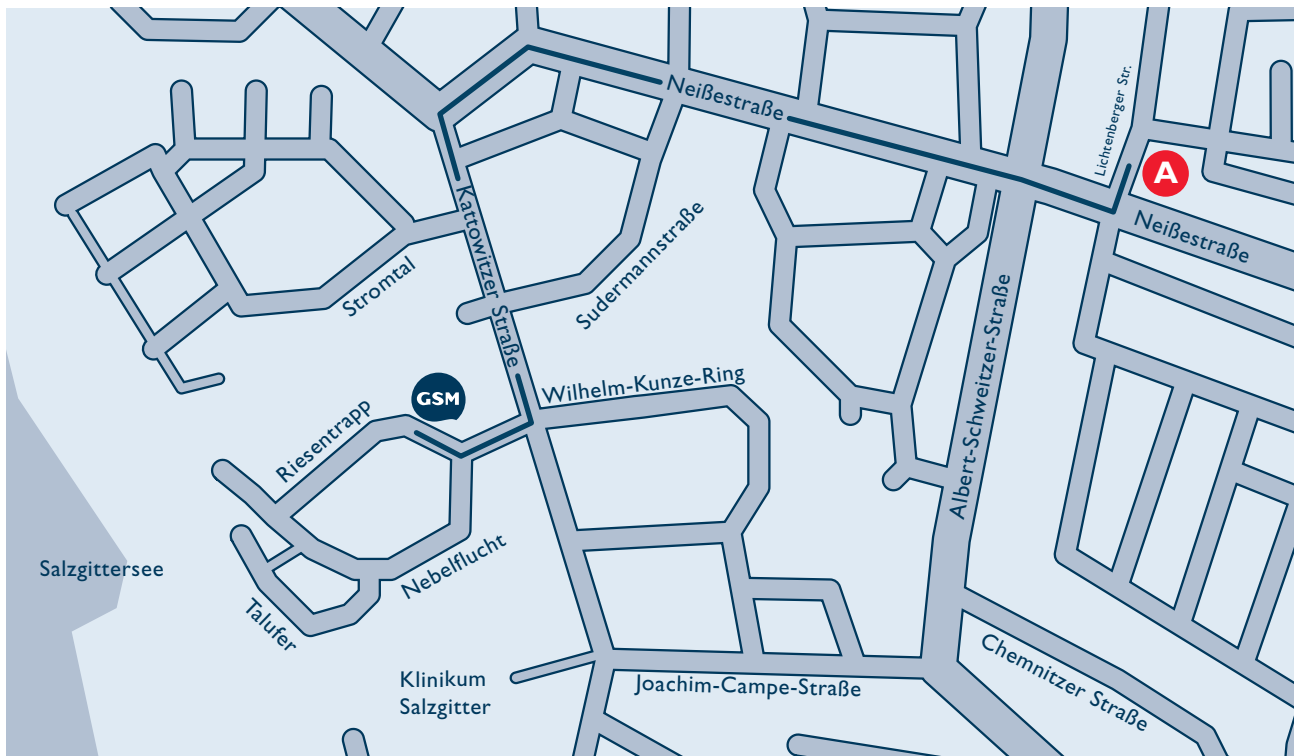 Neißestraße
Lichtenberger Str.
A
Neißestraße
Kattowitzer Straße
Stromtal
Sudermannstraße
Albert-Schweitzer-Straße
GSM
Wilhelm-Kunze-Ring
Riesentrapp
Nebelflucht
Salzgittersee
Talufer
Klinikum
Salzgitter
Joachim-Campe-Straße
Chemnitzer Straße